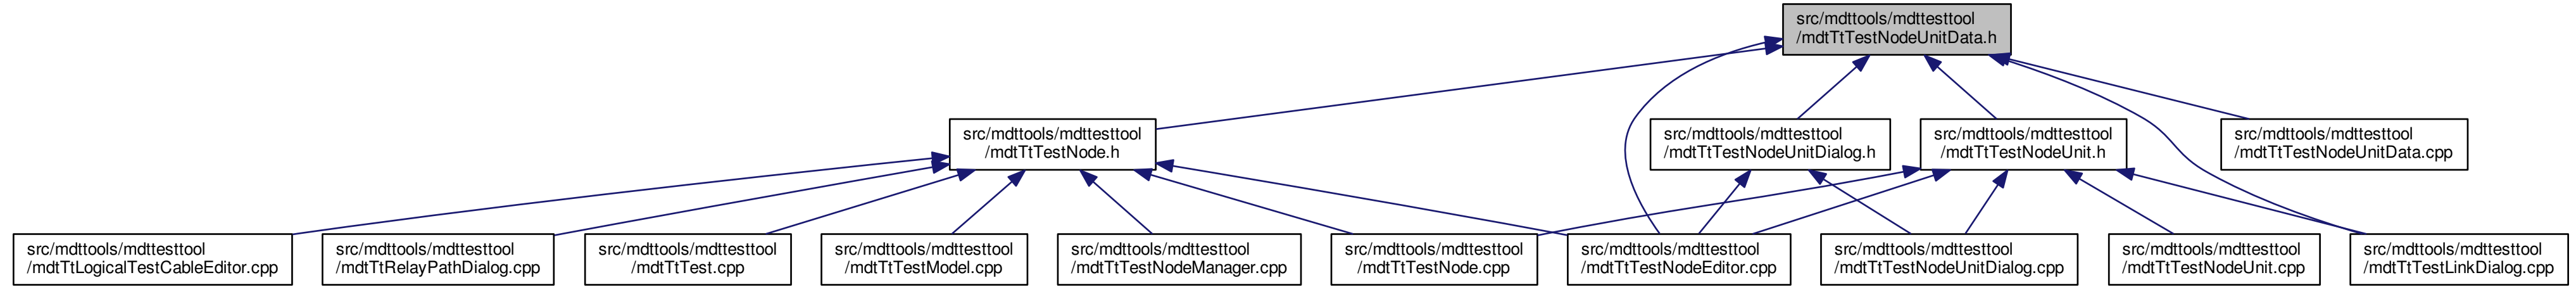 src/mdttools/mdttesttool
/mdtTtTestNodeUnitData.h
src/mdttools/mdttesttool
/mdtTtTestNode.h
src/mdttools/mdttesttool
/mdtTtTestNodeUnitDialog.h
src/mdttools/mdttesttool
/mdtTtTestNodeUnit.h
src/mdttools/mdttesttool
/mdtTtTestNodeUnitData.cpp
src/mdttools/mdttesttool
/mdtTtLogicalTestCableEditor.cpp
src/mdttools/mdttesttool
/mdtTtRelayPathDialog.cpp
src/mdttools/mdttesttool
/mdtTtTest.cpp
src/mdttools/mdttesttool
/mdtTtTestModel.cpp
src/mdttools/mdttesttool
/mdtTtTestNodeManager.cpp
src/mdttools/mdttesttool
/mdtTtTestNode.cpp
src/mdttools/mdttesttool
/mdtTtTestNodeEditor.cpp
src/mdttools/mdttesttool
/mdtTtTestNodeUnitDialog.cpp
src/mdttools/mdttesttool
/mdtTtTestNodeUnit.cpp
src/mdttools/mdttesttool
/mdtTtTestLinkDialog.cpp